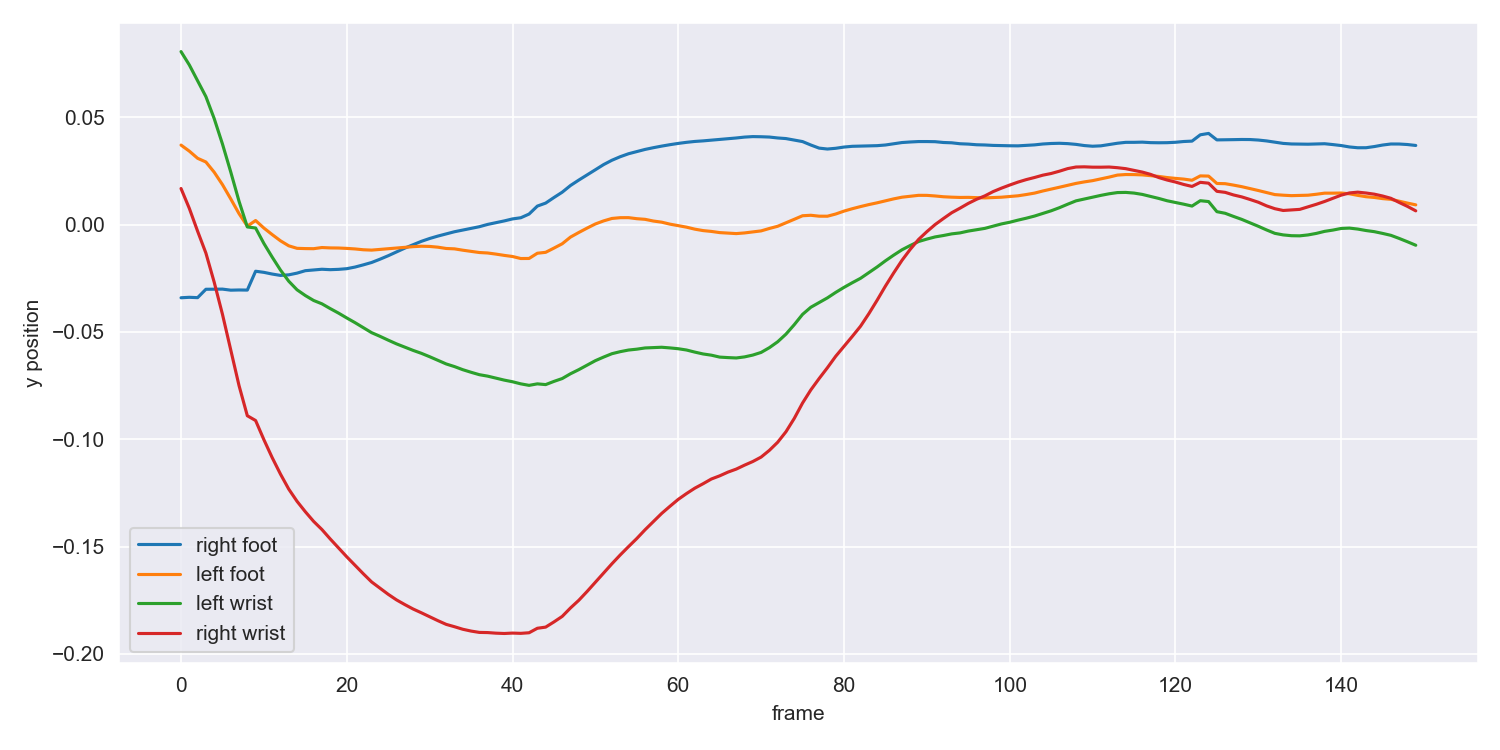 y position
0.05
0.00
−0.05
−0.10
−0.15
−0.20
right foot
left foot
left wrist
right wrist
0 20 40 60 80 100 120 140
frame